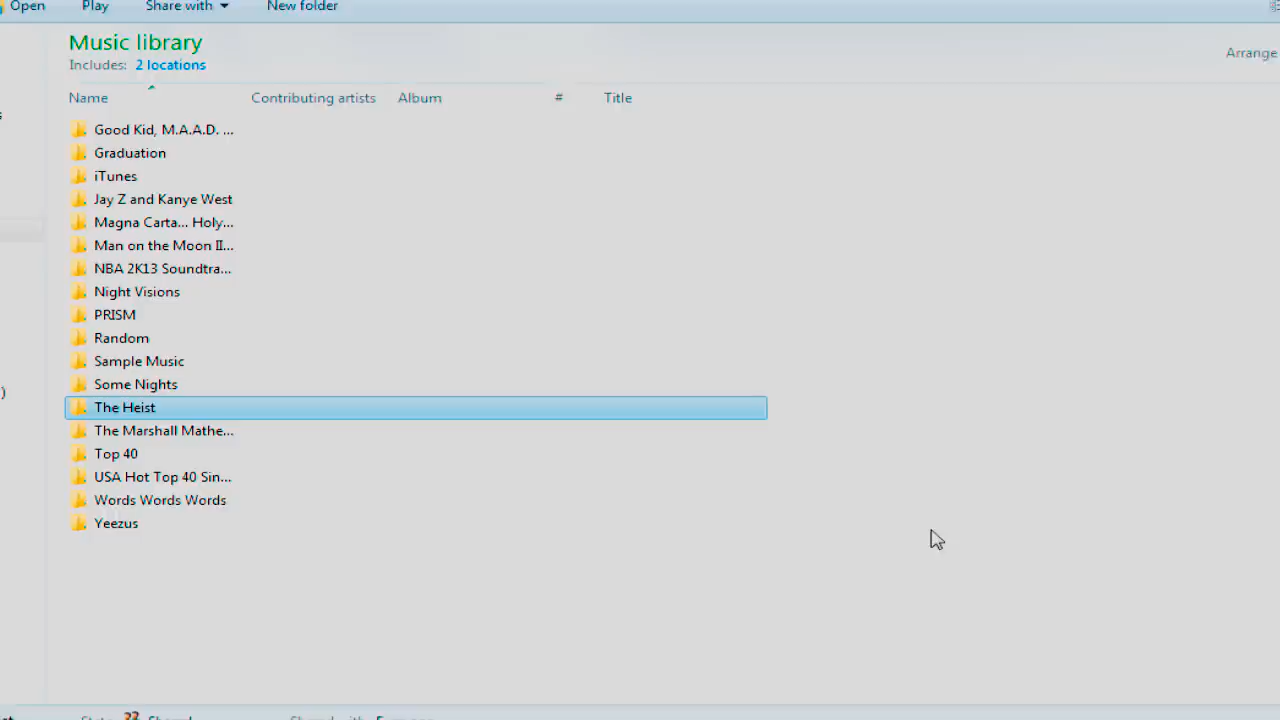 Open Play Share with New folder
Music library
Includes: 2 locations
Arrange
Name Contributing artists Album # Title
Good Kid, M.A.A.D. ...
Graduation
iTunes
Jay Z and Kanye West
Magna Carta... Holy...
Man on the Moon II...
NBA 2K13 Soundtra...
Night Visions
PRISM
Random
Sample Music
Some Nights
)
The Heist
The Marshall Mathe...
Top 40
USA Hot Top 40 Sin...
Words Words Words
Yeezus